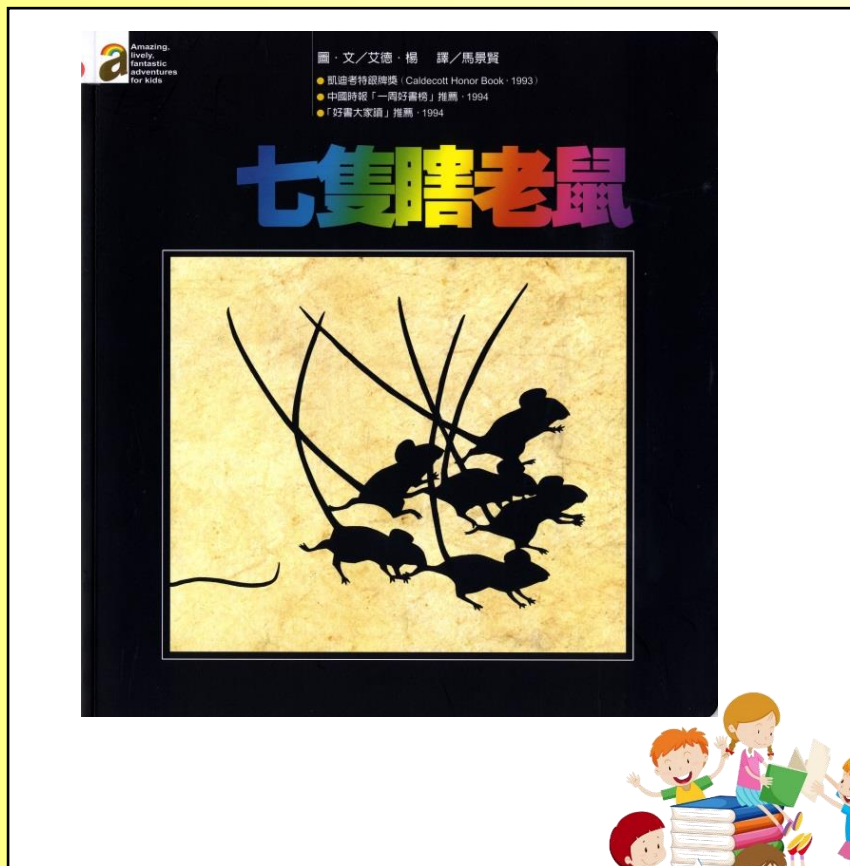 a
Amazing,
lively,
fantastic
adventures
for kids
圖．文／艾德．楊　譯／馬景賢
● 凱迪考特銀牌獎（Caldecott Honor Book．1993）
● 中國時報「一周好書榜」推薦．1994
●「好書大家讀」推薦．1994
七隻瞎老鼠